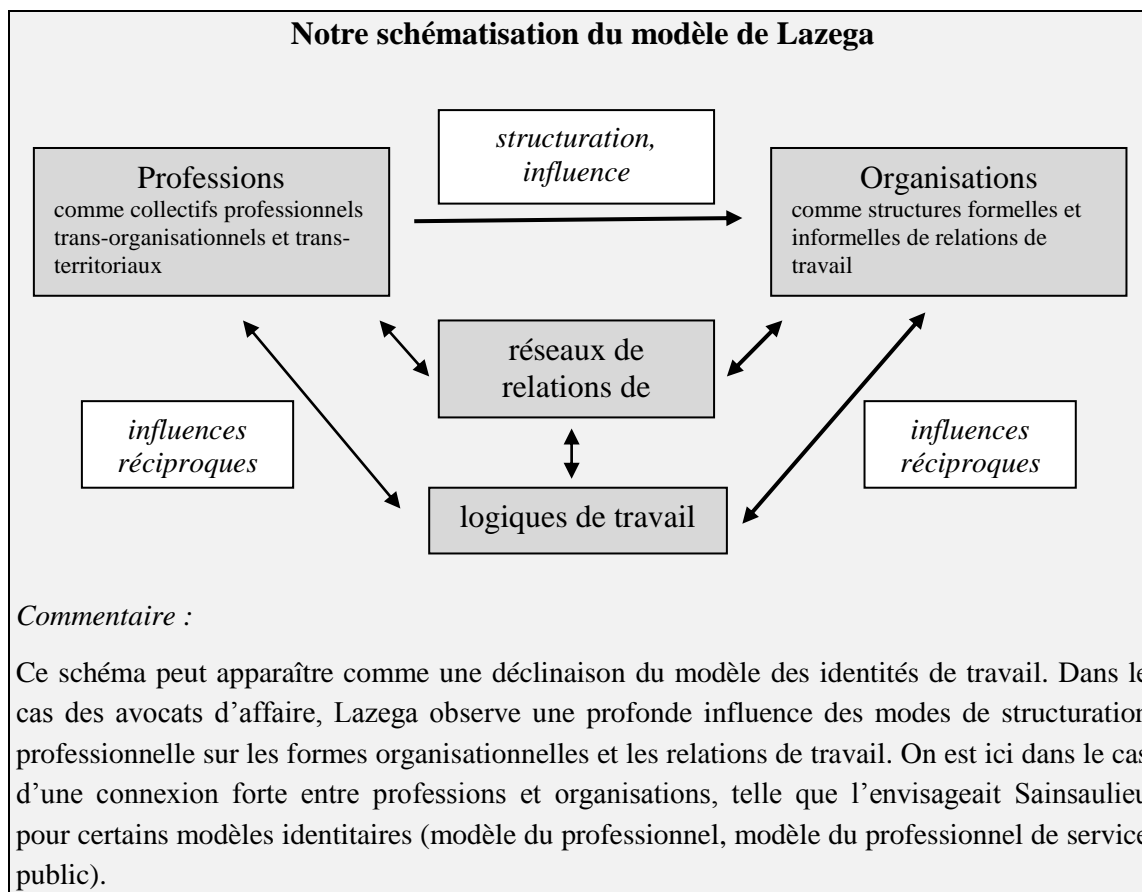 Notre schématisation du modèle de Lazega
structuration,
influence
Professions
comme collectifs professionnels
trans-organisationnels et trans-
territoriaux
Organisations
comme structures formelles et
informelles de relations de
travail
réseaux de
relations de
influences
réciproques
influences
réciproques
logiques de travail
Commentaire :
Ce schéma peut apparaître comme une déclinaison du modèle des identités de travail. Dans le
cas des avocats d’affaire, Lazega observe une profonde influence des modes de structuration
professionnelle sur les formes organisationnelles et les relations de travail. On est ici dans le cas
d’une connexion forte entre professions et organisations, telle que l’envisageait Sainsaulieu
pour certains modèles identitaires (modèle du professionnel, modèle du professionnel de service
public).